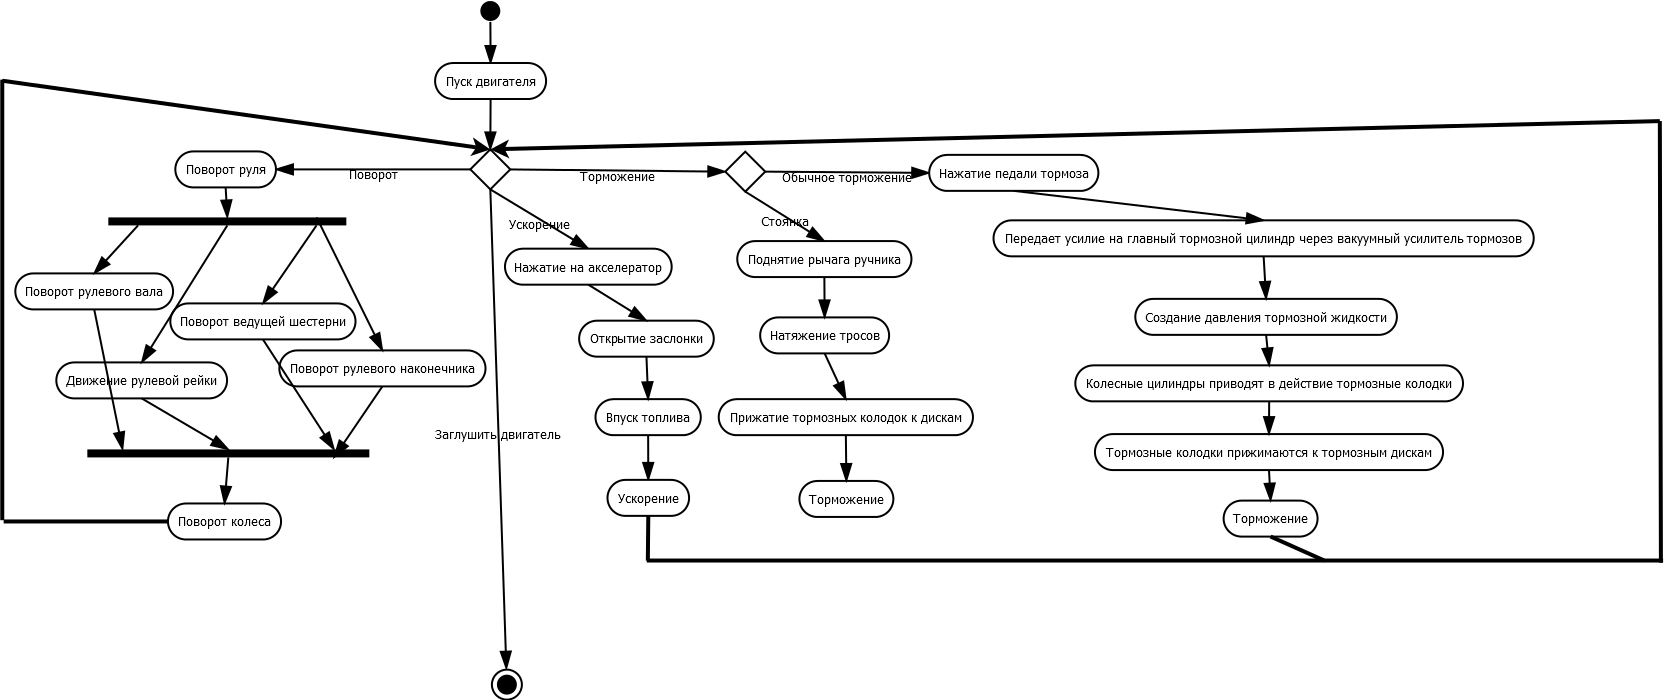 Пуск двигателя
Поворот руля
Поворот
Торможение
Обычное торможение
Нажатие педали тормоза
Ускорение
Стоянка
Передает усилие на главный тормозной цилиндр через вакуумный усилитель тормозов
Нажатие на акселератор
Поднятие рычага ручника
Поворот рулевого вала
Поворот ведущей шестерни
Создание давления тормозной жидкости
Открытие заслонки
Натяжение тросов
Движение рулевой рейки
Поворот рулевого наконечника
Колесные цилиндры приводят в действие тормозные колодки
Впуск топлива
Прижатие тормозных колодок к дискам
Заглушить двигатель
Тормозные колодки прижимаются к тормозным дискам
Поворот колеса
Ускорение
Торможение
Торможение